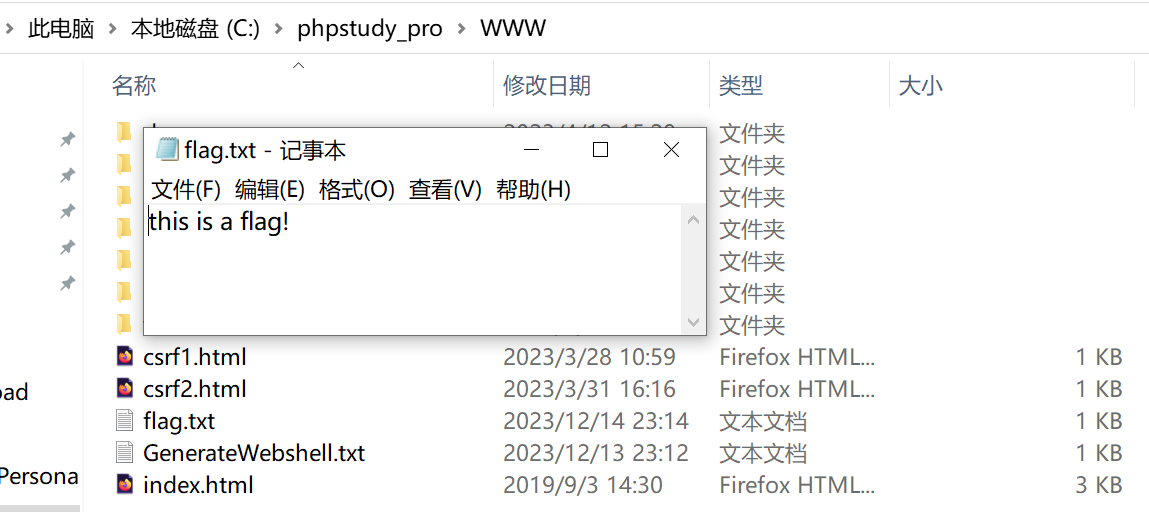 此电脑 > 本地磁盘 (C:) > phpstudy_pro > WWW
名称 修改日期 类型 大小
文件夹
flag.txt - 记事本
文件夹
文件(F) 编辑(E) 格式(O) 查看(V) 帮助(H)
文件夹
this is a flag!
文件夹
文件夹
文件夹
文件夹
csrf1.html 2023/3/28 10:59 Firefox HTML... 1 KB
csrf2.html 2023/3/31 16:16 Firefox HTML... 1 KB
oad
flag.txt 2023/12/14 23:14 文本文档 1 KB
GenerateWebshell.txt 2023/12/13 23:12 文本文档 1 KB
Persona
index.html 2019/9/3 14:30 Firefox HTML... 3 KB